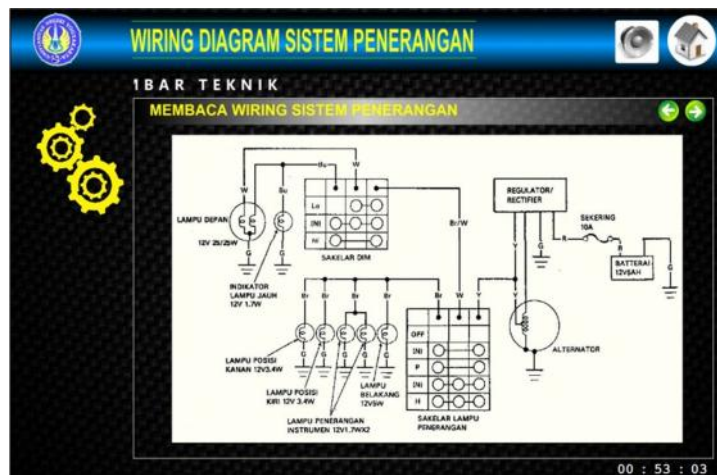 WIRING DIAGRAM SISTEM PENERANGAN
1BAR TEKNIK
MEMBACA WIRING SISTEM PENERANGAN
Bu W
W Bu
LAMPU DEPAN
12V 25/25W
G G
INDIKATOR
LAMPU JAUH
12V 1.7W
Lo
(N)
Hi
SAKELAR DIM
Br/W
REGULATOR/
RECTIFIER
SEKERING
10A
Y G R R
BATTERAI
12V5AH
G
Y Y
ALTERNATOR
Br Br Br Br Br W Y
G G G G G
LAMPU POSISI
KANAN 12V3.4W
LAMPU POSISI
KIRI 12V 3.4W
LAMPU PENERANGAN
INSTRUMEN 12V1.7WX2
LAMPU
BELAKANG
12V5W
OFF
(N)
P
(N)
H
SAKELAR LAMPU
PENERANGAN
00 : 53 : 03